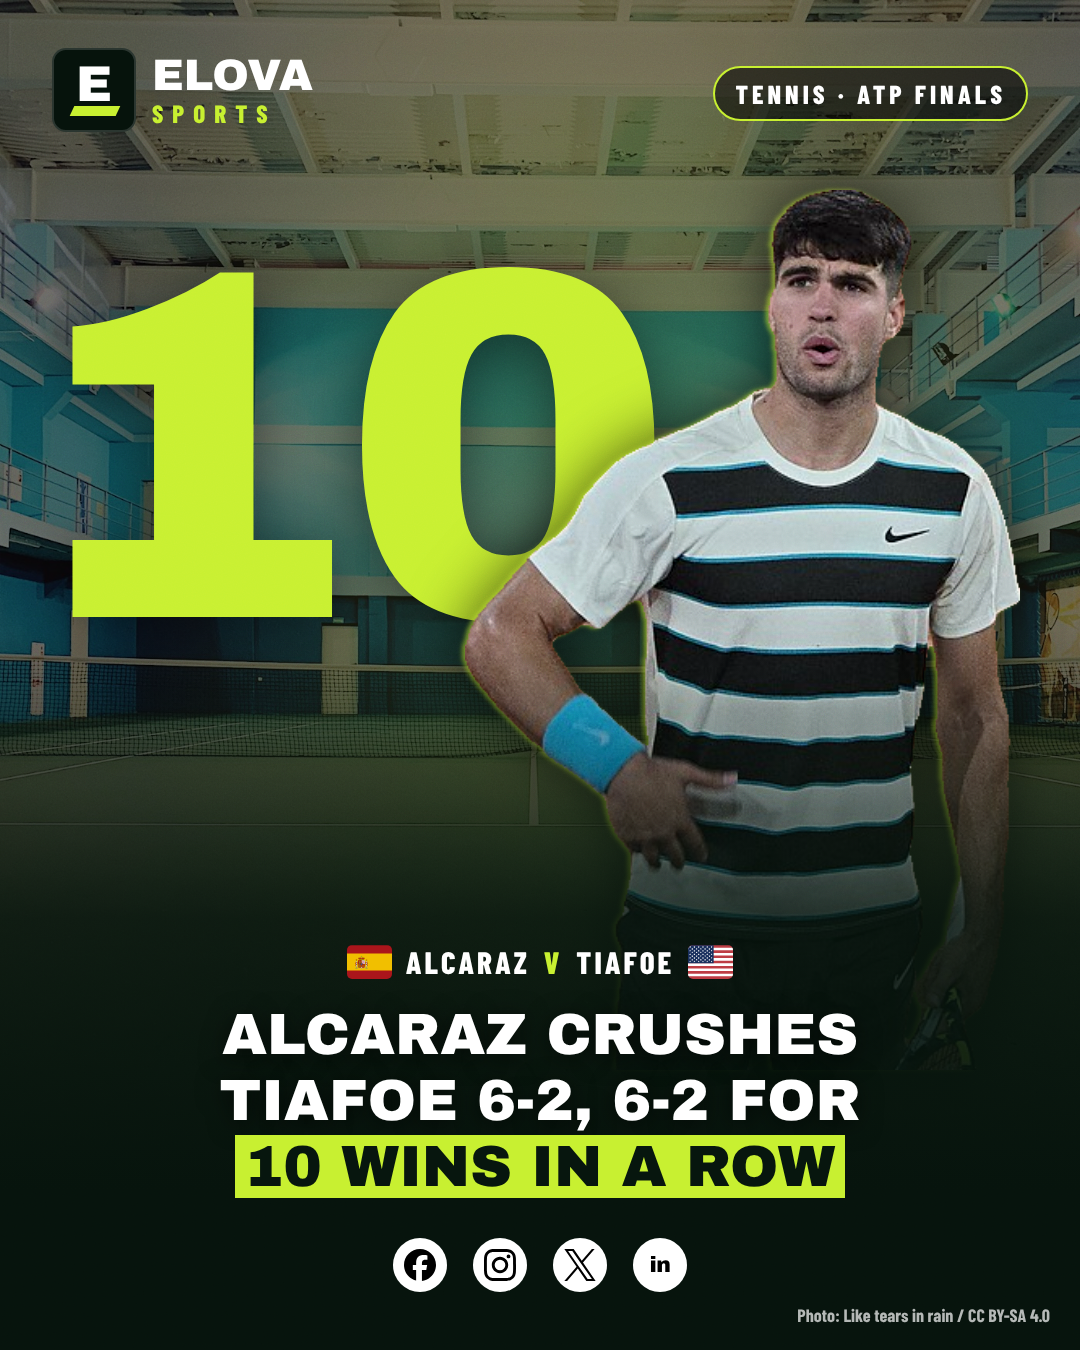 E
ELOVA
SPORTS
TENNIS · ATP FINALS
10
ALCARAZ V TIAFOE
ALCARAZ CRUSHES
TIAFOE 6-2, 6-2 FOR
10 WINS IN A ROW
in
Photo: Like tears in rain / CC BY-SA 4.0